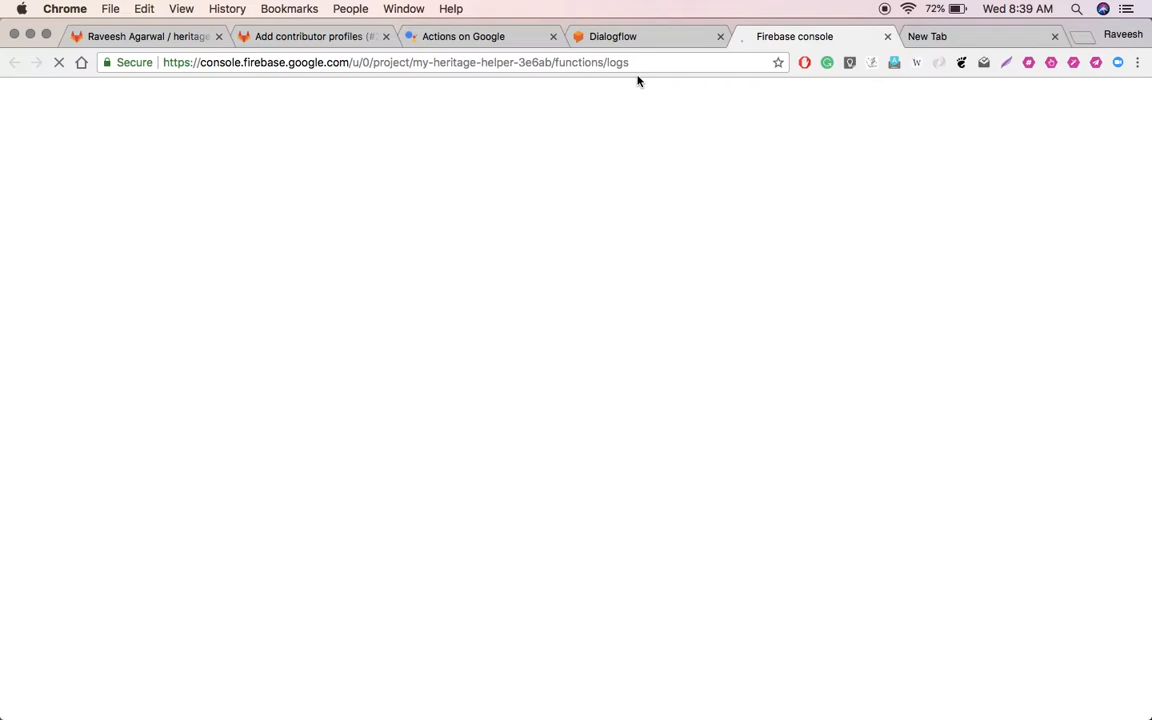 Chrome File Edit View History Bookmarks People Window Help 72% Wed 8:39 AM
Raveesh Agarwal / heritage Add contributor profiles (#: Actions on Google Dialogflow Firebase console New Tab Raveesh
Secure https://console.firebase.google.com/u/0/project/my-heritage-helper-3e6ab/functions/logs W